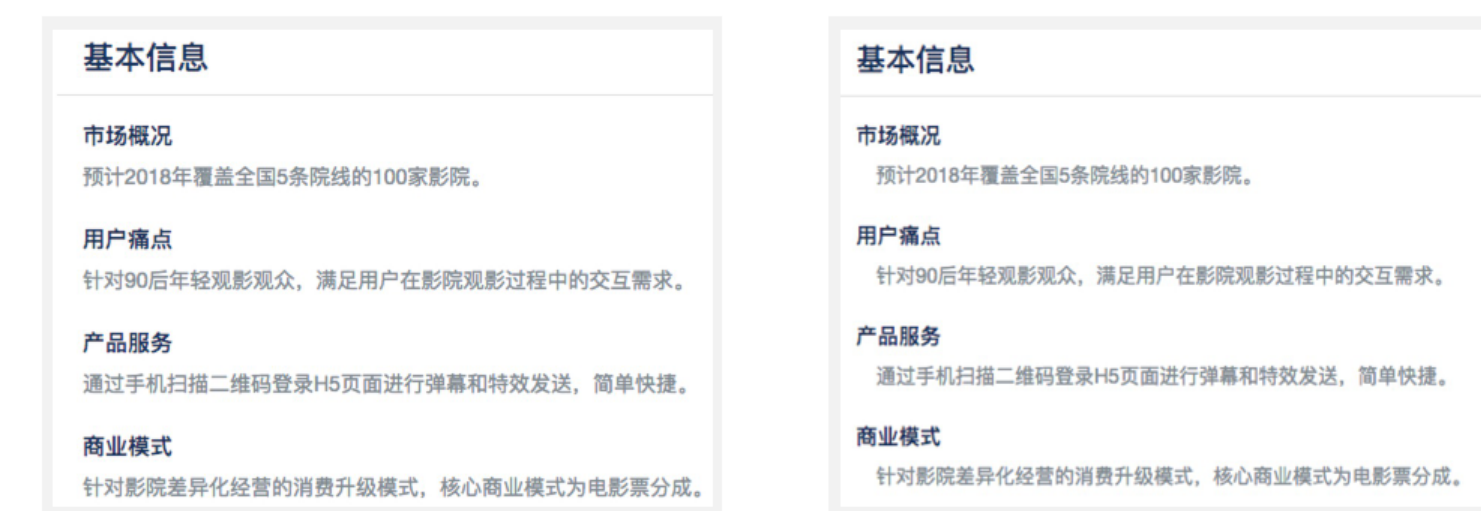 基本信息
市场概况
预计2018年覆盖全国5条院线的100家影院。
用户痛点
针对90后年轻观影观众，满足用户在影院观影过程中的交互需求。
产品服务
通过手机扫描二维码登录H5页面进行弹幕和特效发送，简单快捷。
商业模式
针对影院差异化经营的消费升级模式，核心商业模式为电影票分成。
基本信息
市场概况
预计2018年覆盖全国5条院线的100家影院。
用户痛点
针对90后年轻观影观众，满足用户在影院观影过程中的交互需求。
产品服务
通过手机扫描二维码登录H5页面进行弹幕和特效发送，简单快捷。
商业模式
针对影院差异化经营的消费升级模式，核心商业模式为电影票分成。